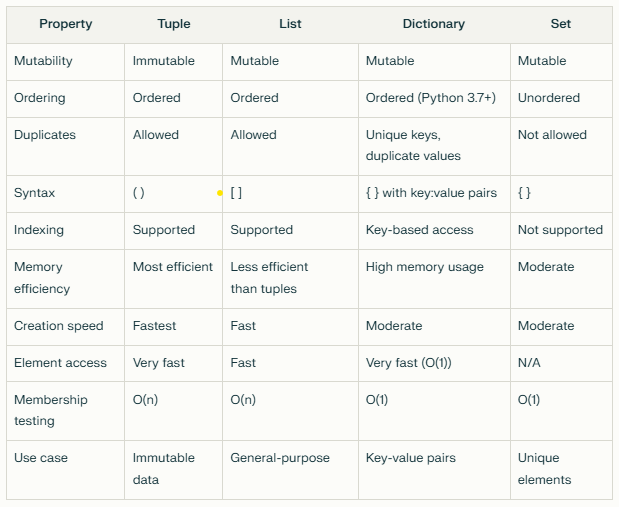 Property Tuple List Dictionary Set
Mutability Immutable Mutable Mutable Mutable
Ordering Ordered Ordered Ordered (Python 3.7+) Unordered
Duplicates Allowed Allowed Unique keys, Not allowed
duplicate values
Syntax ( ) [ ] { } with key:value pairs { }
Indexing Supported Supported Key-based access Not supported
Memory Most efficient Less efficient High memory usage Moderate
efficiency than tuples
Creation speed Fastest Fast Moderate Moderate
Element access Very fast Fast Very fast (O(1)) N/A
Membership O(n) O(n) O(1) O(1)
testing
Use case Immutable General-purpose Key-value pairs Unique
data elements